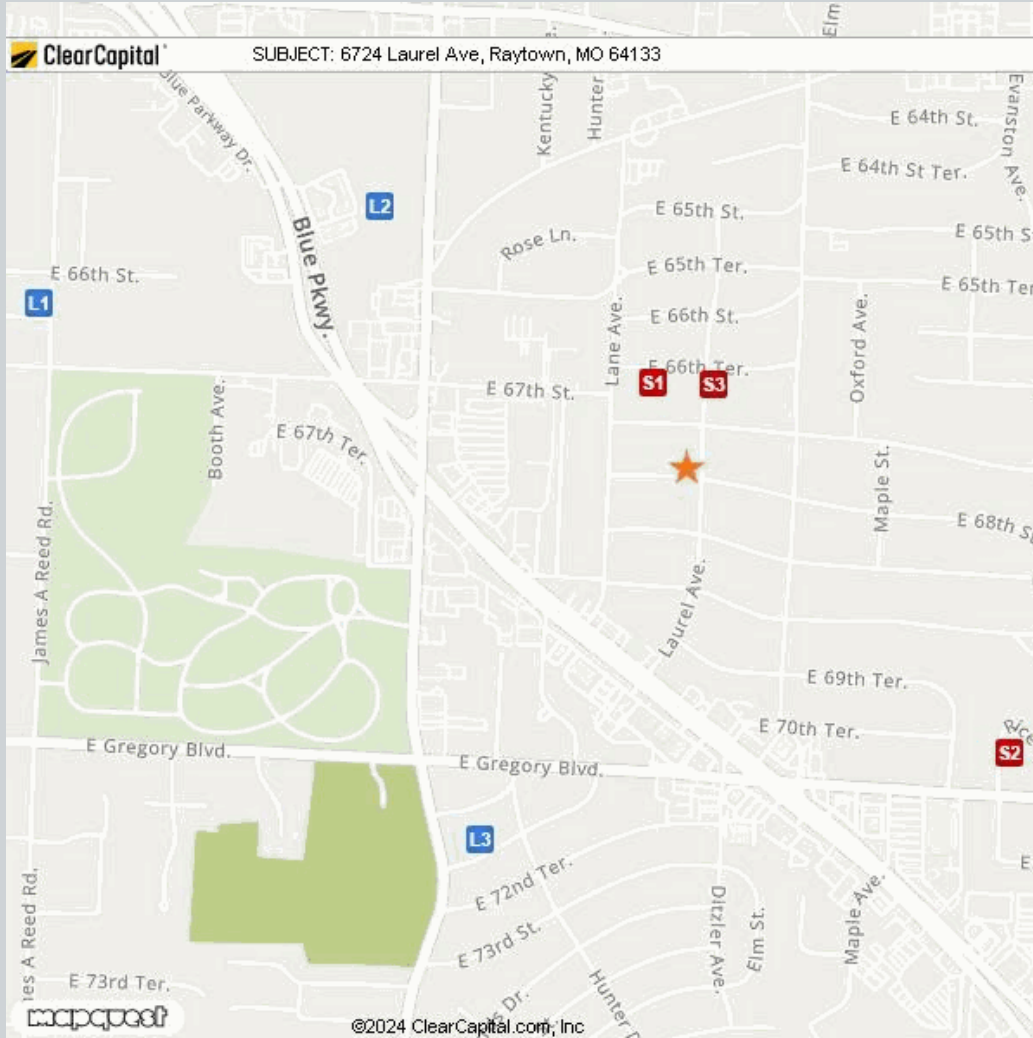 Elm
ClearCapital
SUBJECT: 6724 Laurel Ave, Raytown, MO 64133
Blue Parkway Dr.
Kentucky
Hunter
Evanston Ave.
E 64th St.
E 64th St Ter.
L2
E 65th St.
Blue Pkwy.
Rose Ln.
E 65th S
E 66th St.
E 65th Ter.
E 65th Ter
L1
Lane Ave.
E 66th St.
Oxford Ave.
E 66th Ter.
S1
S3
E 67th St.
Booth Ave.
E 67th Ter.
Maple St.
E 68th St
James A Reed Rd.
Laurel Ave.
E 69th Ter.
E 70th Ter.
Rice
S2
E Gregory Blvd.
E Gregory Blvd.
L3
E
E 72nd Ter.
es A Reed Rd.
Ditzler Ave.
Elm St.
Maple Ave.
E 73rd St.
E 73rd Ter.
Hunter D
Dr.
mapquest
©2024 ClearCapital.com, Inc